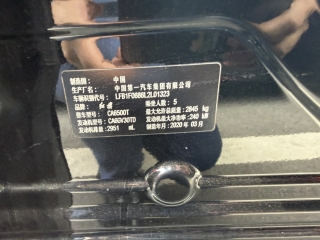 制造国: 中国
生产厂名: 中国第一汽车集团有限公司
车辆识别代号: LFB1F0888L2L01323
品牌: 红旗 乘坐人数: 5
整车型号: CA6500T 最大允许总质量: 2845 kg
发动机型号: CA6GV30TD 发动机最大净功率: 240 kW
发动机排量: 2951 mL 制造年月: 2020 年 03 月